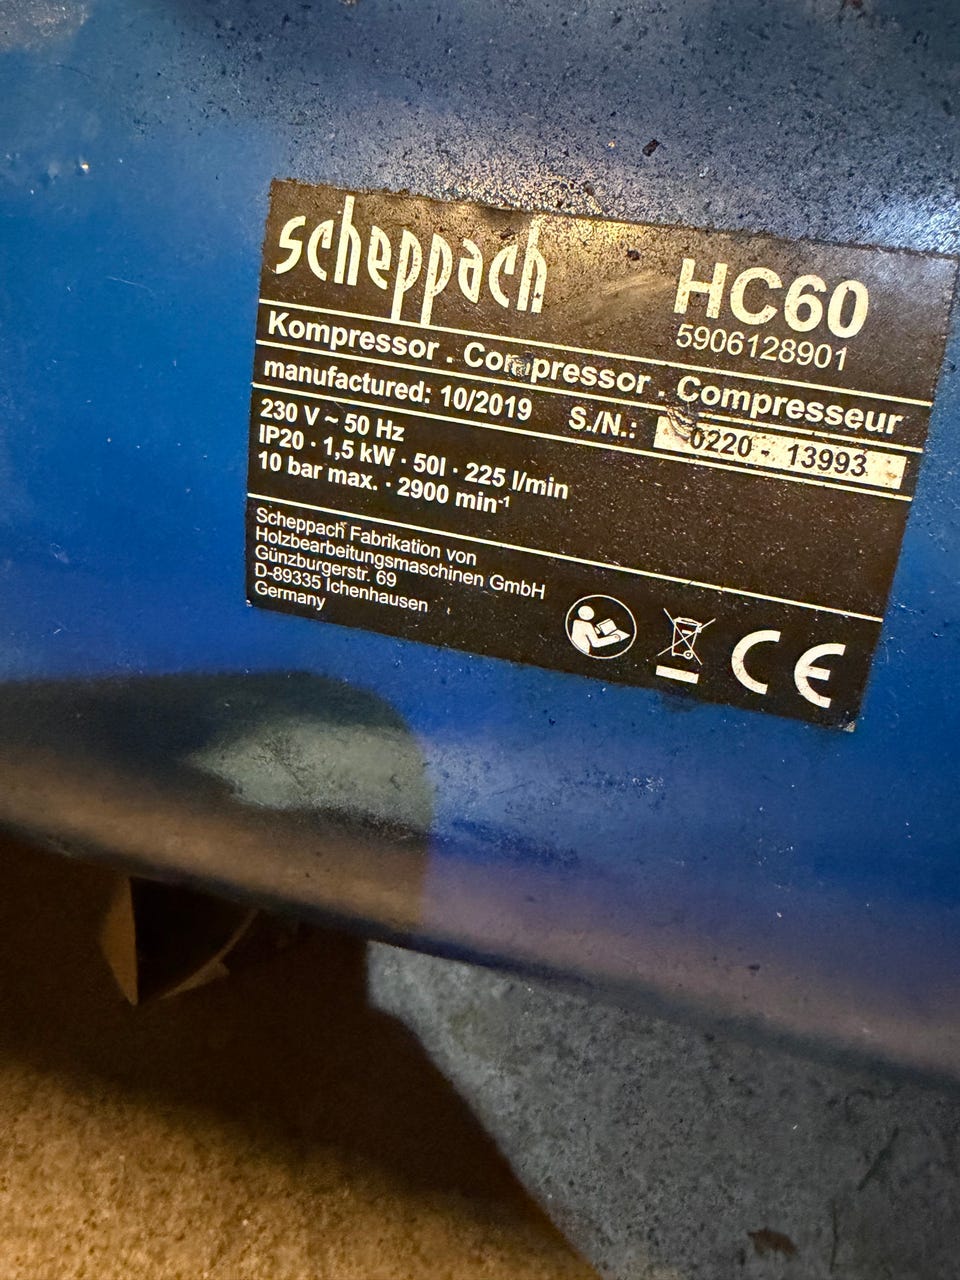 scheppach HC60
5906128901
Kompressor . Compressor . Compresseur
manufactured: 10/2019 S./N.: 0220 - 13993
230 V ~ 50 Hz
IP20 · 1,5 kW · 50l · 225 l/min
10 bar max. · 2900 min⁻¹
Scheppach Fabrikation von
Holzbearbeitungsmaschinen GmbH
Günzburgerstr. 69
D-89335 Ichenhausen
Germany
CE